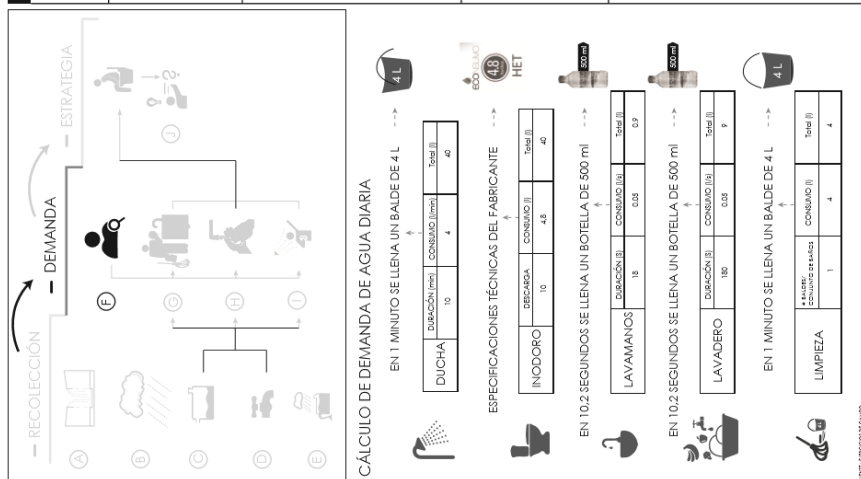 RECOLECCIÓN
DEMANDA
ESTRATEGIA
A
B
C
D
E
F
G
H
I
J
CÁLCULO DE DEMANDA DE AGUA DIARIA
EN 1 MINUTO SE LLENA UN BALDE DE 4 L
4 L
DUCHA
DURACIÓN (min) CONSUMO (l/min) Total (l)
10 4 40
ESPECIFICACIONES TÉCNICAS DEL FABRICANTE
4.8
HET
INODORO
DESCARGA CONSUMO (l) Total (l)
10 4.8 40
EN 10,2 SEGUNDOS SE LLENA UN BOTELLA DE 500 ml
500 ml
LAVAMANOS
DURACIÓN (S) CONSUMO (l/s) Total (l)
18 0.05 0.9
EN 10,2 SEGUNDOS SE LLENA UN BOTELLA DE 500 ml
500 ml
LAVADERO
DURACIÓN (S) CONSUMO (l/s) Total (l)
180 0.05 9
EN 1 MINUTO SE LLENA UN BALDE DE 4 L
4 L
LIMPIEZA
# BALDES/
CONJUNTO DE BAÑOS
CONSUMO (l) Total (l)
1 4 4